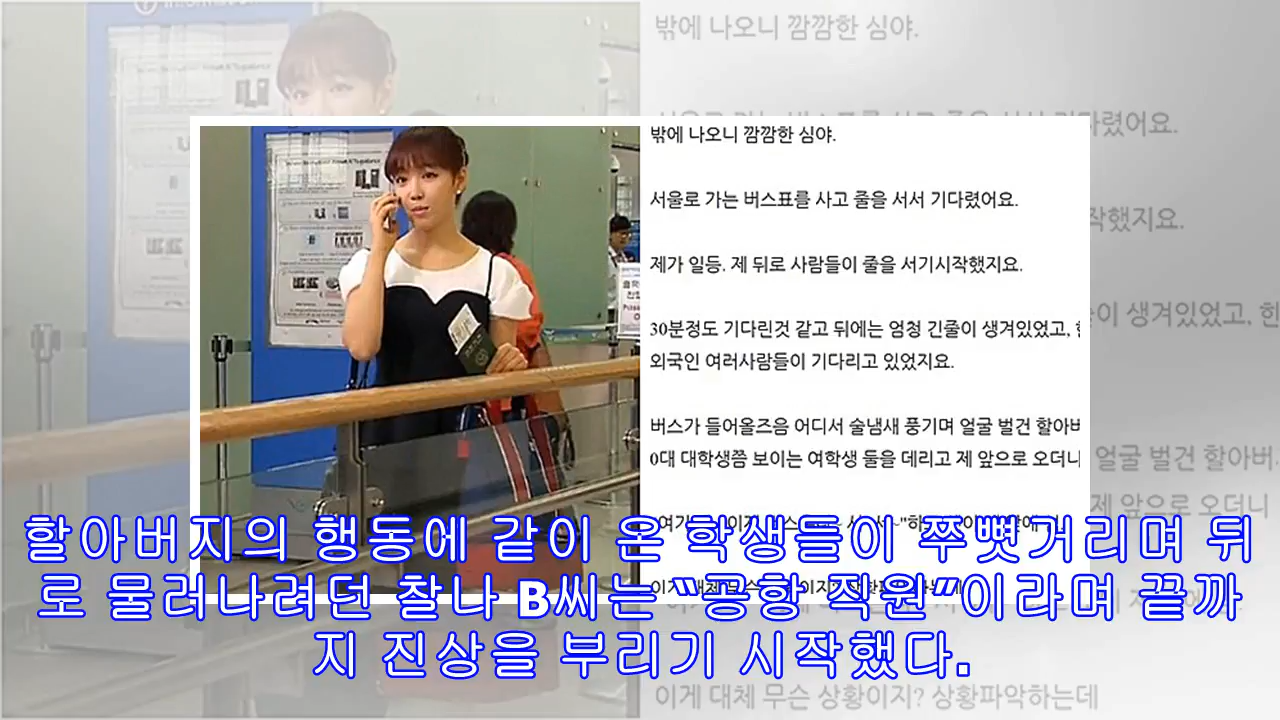 밖에 나오니 깜깜한 심야.
밖에 나오니 깜깜한 심야.
서울로 가는 버스표를 사고 줄을 서서 기다렸어요.
제가 일등. 제 뒤로 사람들이 줄을 서기시작했지요.
30분정도 기다린것 같고 뒤에는 엄청 긴줄이 생겨있었고,
외국인 여러사람들이 기다리고 있었지요.
버스가 들어올즈음 어디서 술냄새 풍기며 얼굴 벌건
0대 대학생쯤 보이는 여학생 둘을 데리고 제 앞으로 오더니
할아버지의 행동에 같이 온 학생들이 쭈뼛거리며 뒤
로 물러나려던 찰나 B씨는 “공항 직원”이라며 끝까
지 진상을 부리기 시작했다.
이게 대체 무슨 상황이지? 상황파악하는데